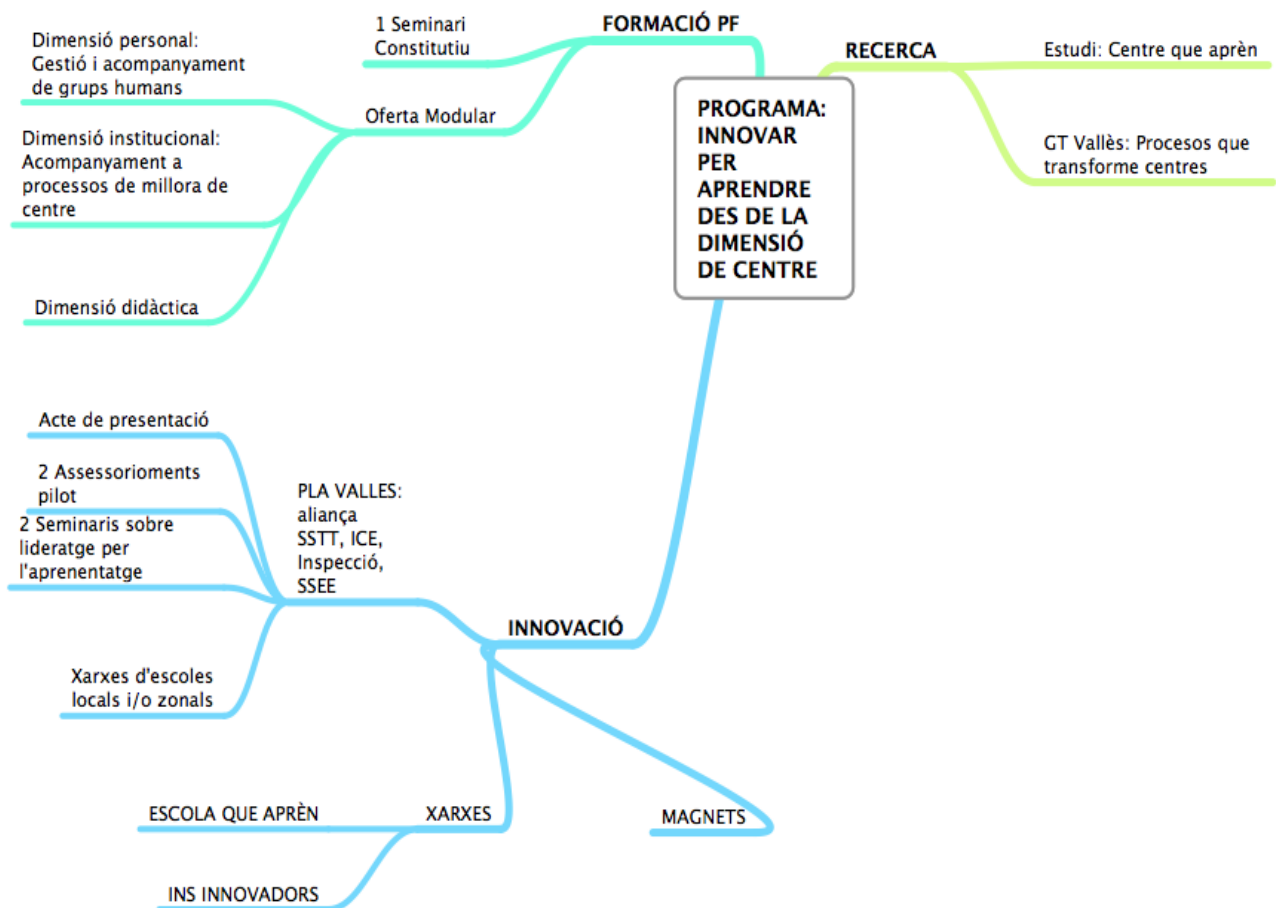 PROGRAMA:
INNOVAR
PER
APRENDRE
DES DE LA
DIMENSIÓ
DE CENTRE
FORMACIÓ PF
1 Seminari
Constitutiu
Oferta Modular
Dimensió personal:
Gestió i acompanyament
de grups humans
Dimensió institucional:
Acompanyament a
processos de millora de
centre
Dimensió didàctica
RECERCA
Estudi: Centre que aprèn
GT Vallès: Procesos que
transforme centres
INNOVACIÓ
PLA VALLES:
aliança
SSTT, ICE,
Inspecció,
SSEE
Acte de presentació
2 Assessorioments
pilot
2 Seminaris sobre
lideratge per
l'aprenentatge
Xarxes d'escoles
locals i/o zonals
XARXES
ESCOLA QUE APRÈN
INS INNOVADORS
MAGNETS